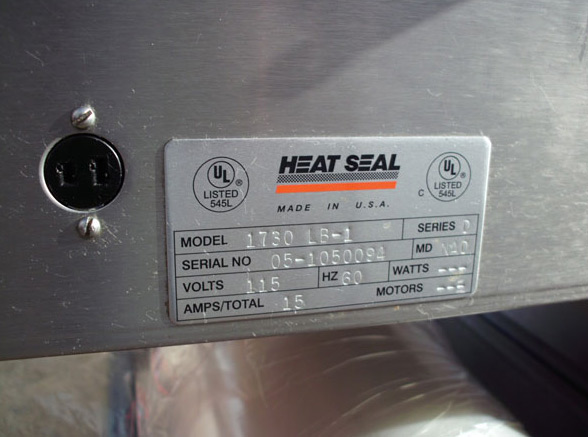 UL
®
LISTED
545L
HEAT SEAL
MADE IN U.S.A.
C
UL
®
LISTED
545L
MODEL 1730 LB-1 SERIES D
SERIAL NO 05-1050094 MD
VOLTS 115 HZ 60 WATTS ---
AMPS/TOTAL 15 MOTORS